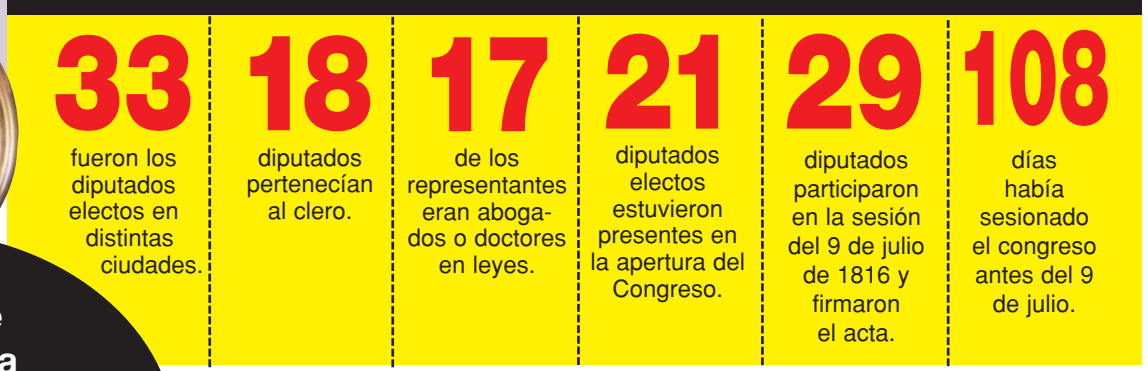 33
fueron los
diputados
electos en
distintas
ciudades.
18
diputados
pertenecían
al clero.
17
de los
representantes
eran aboga-
dos o doctores
en leyes.
21
diputados
electos
estuvieron
presentes en
la apertura del
Congreso.
29
diputados
participaron
en la sesión
del 9 de julio
de 1816 y
firmaron
el acta.
108
días
había
sesionado
el congreso
antes del 9
de julio.